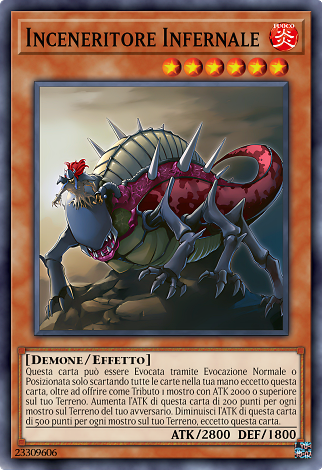 Inceneritore Infernale
FUOCO
炎
[Demone/Effetto]
Questa carta può essere Evocata tramite Evocazione Normale o
Posizionata solo scartando tutte le carte nella tua mano eccetto questa
carta, oltre ad offrire come Tributo 1 mostro con ATK 2000 o superiore
sul tuo Terreno. Aumenta l'ATK di questa carta di 200 punti per ogni
mostro sul Terreno del tuo avversario. Diminuisci l'ATK di questa carta
di 500 punti per ogni mostro sul tuo Terreno, eccetto questa carta.
ATK/2800 DEF/1800
23309606